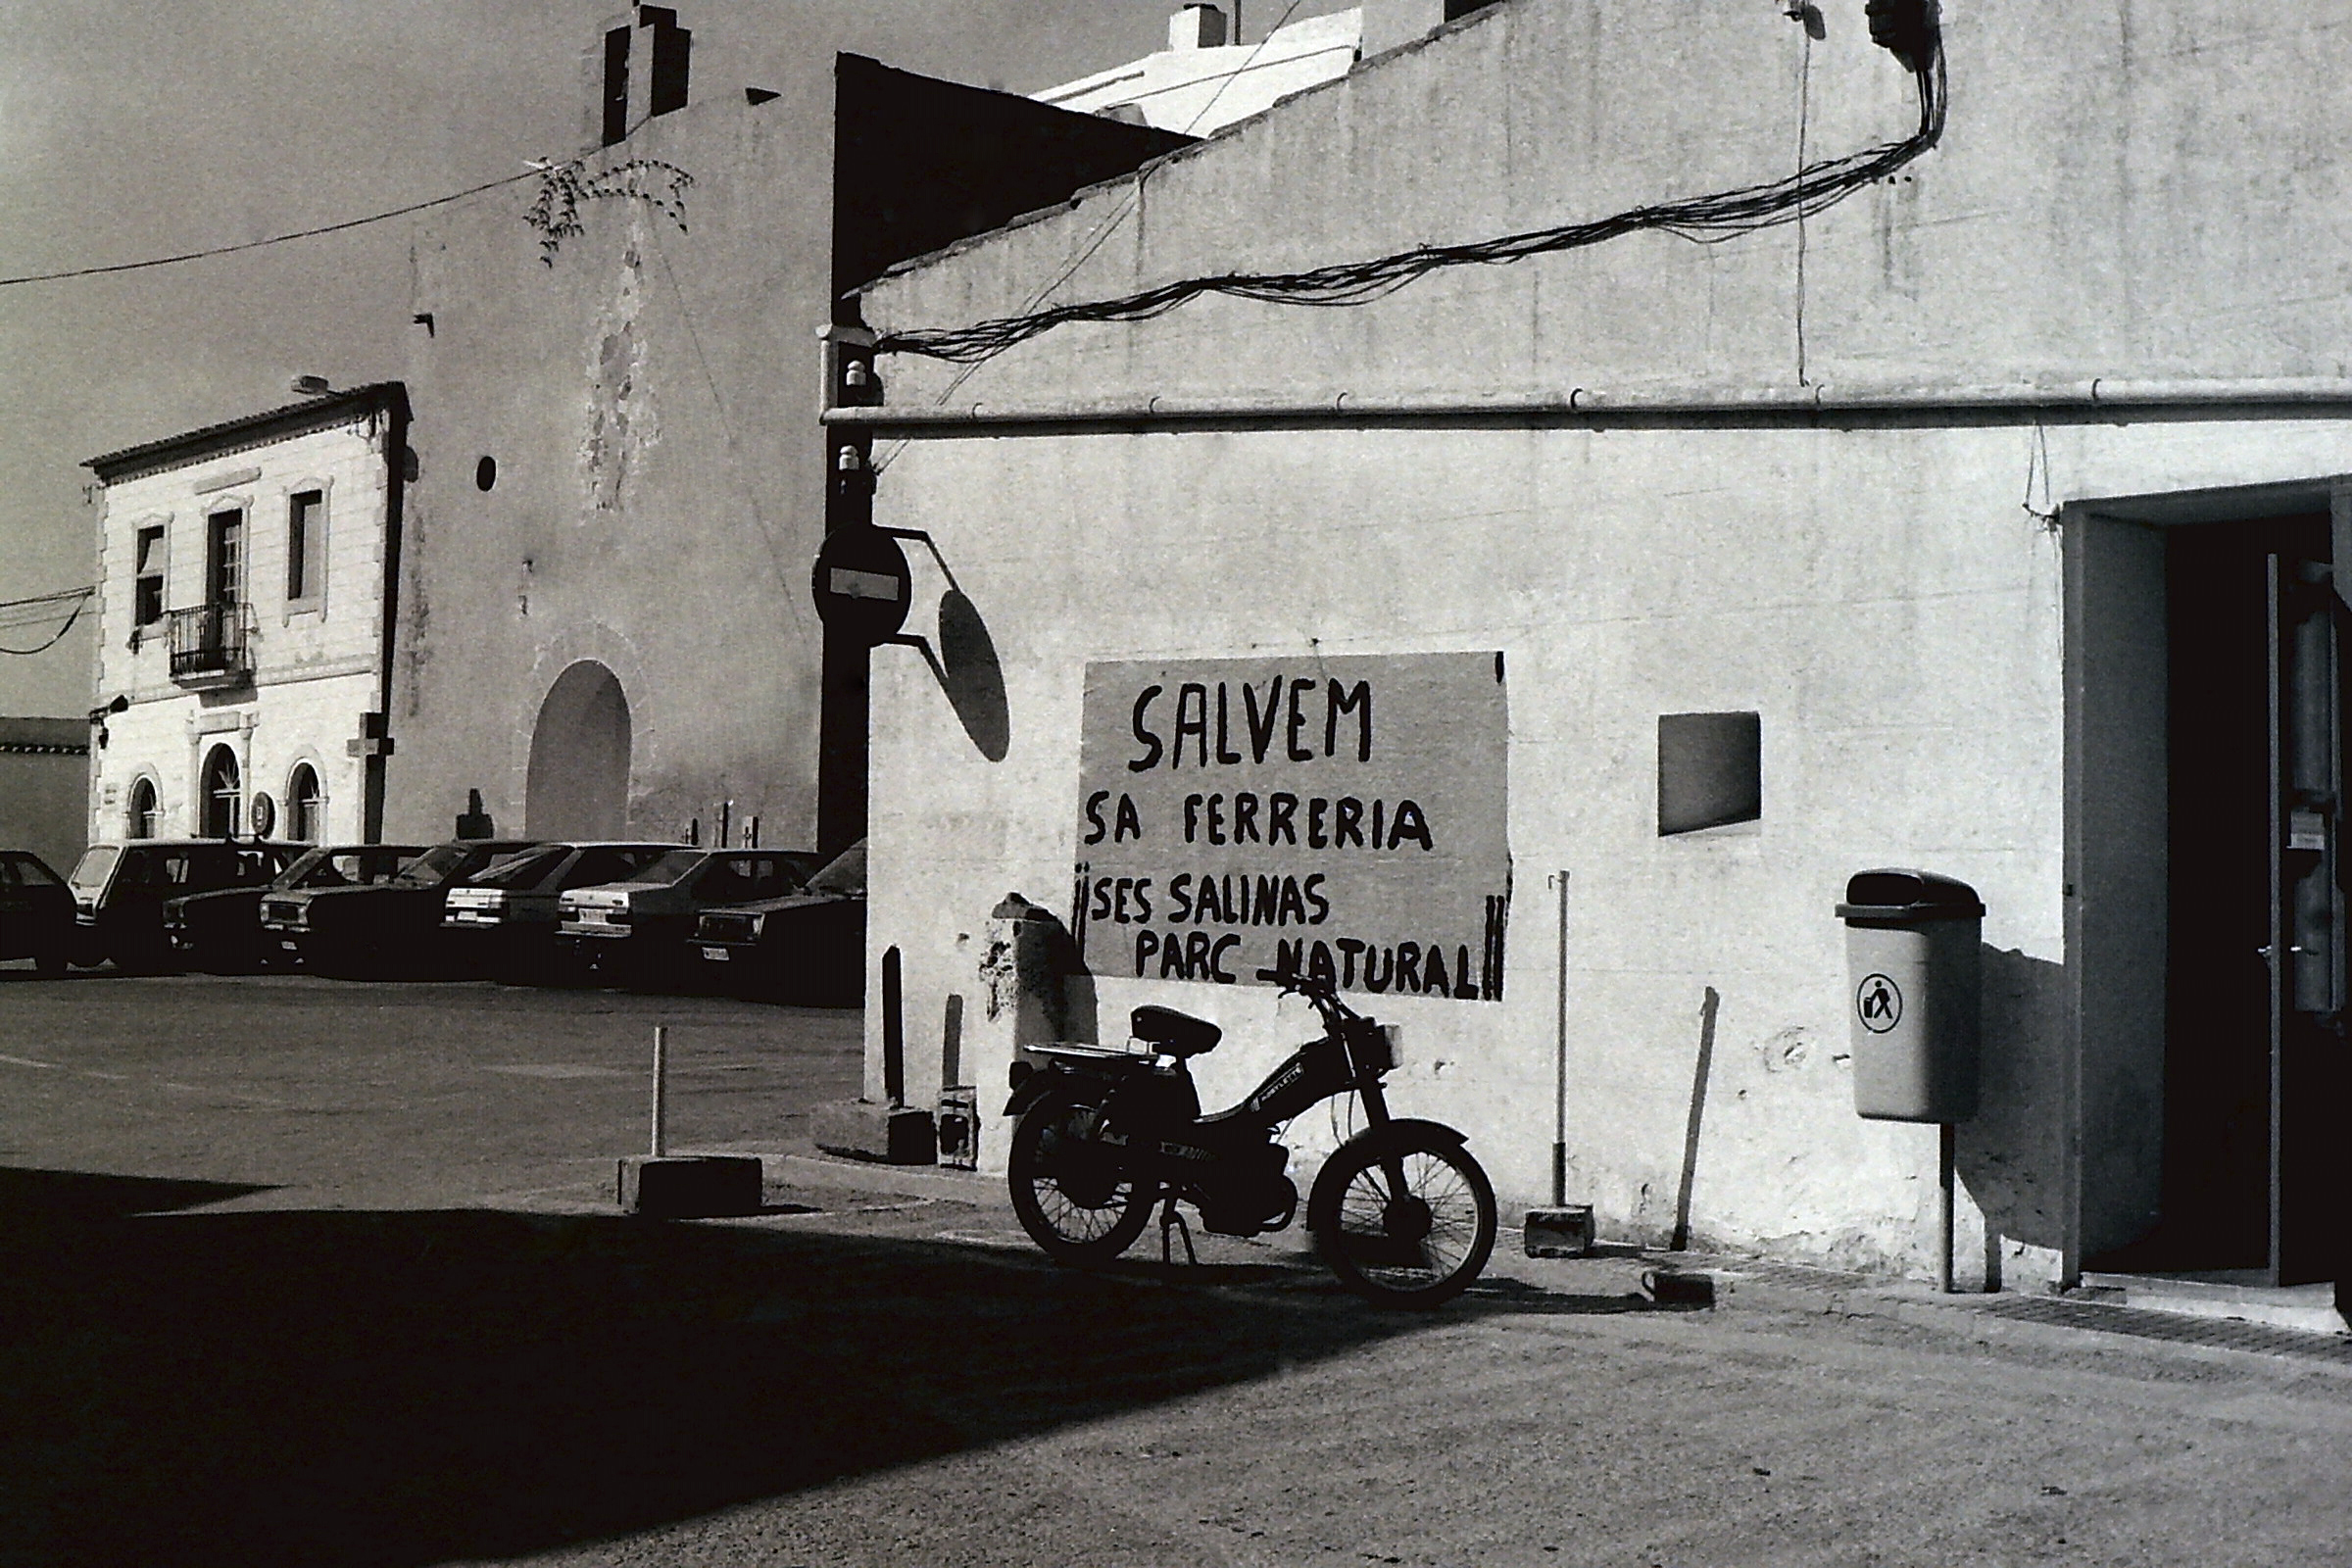 SALVEM
SA FERRERIA
¡¡SES SALINAS
PARC NATURAL!!